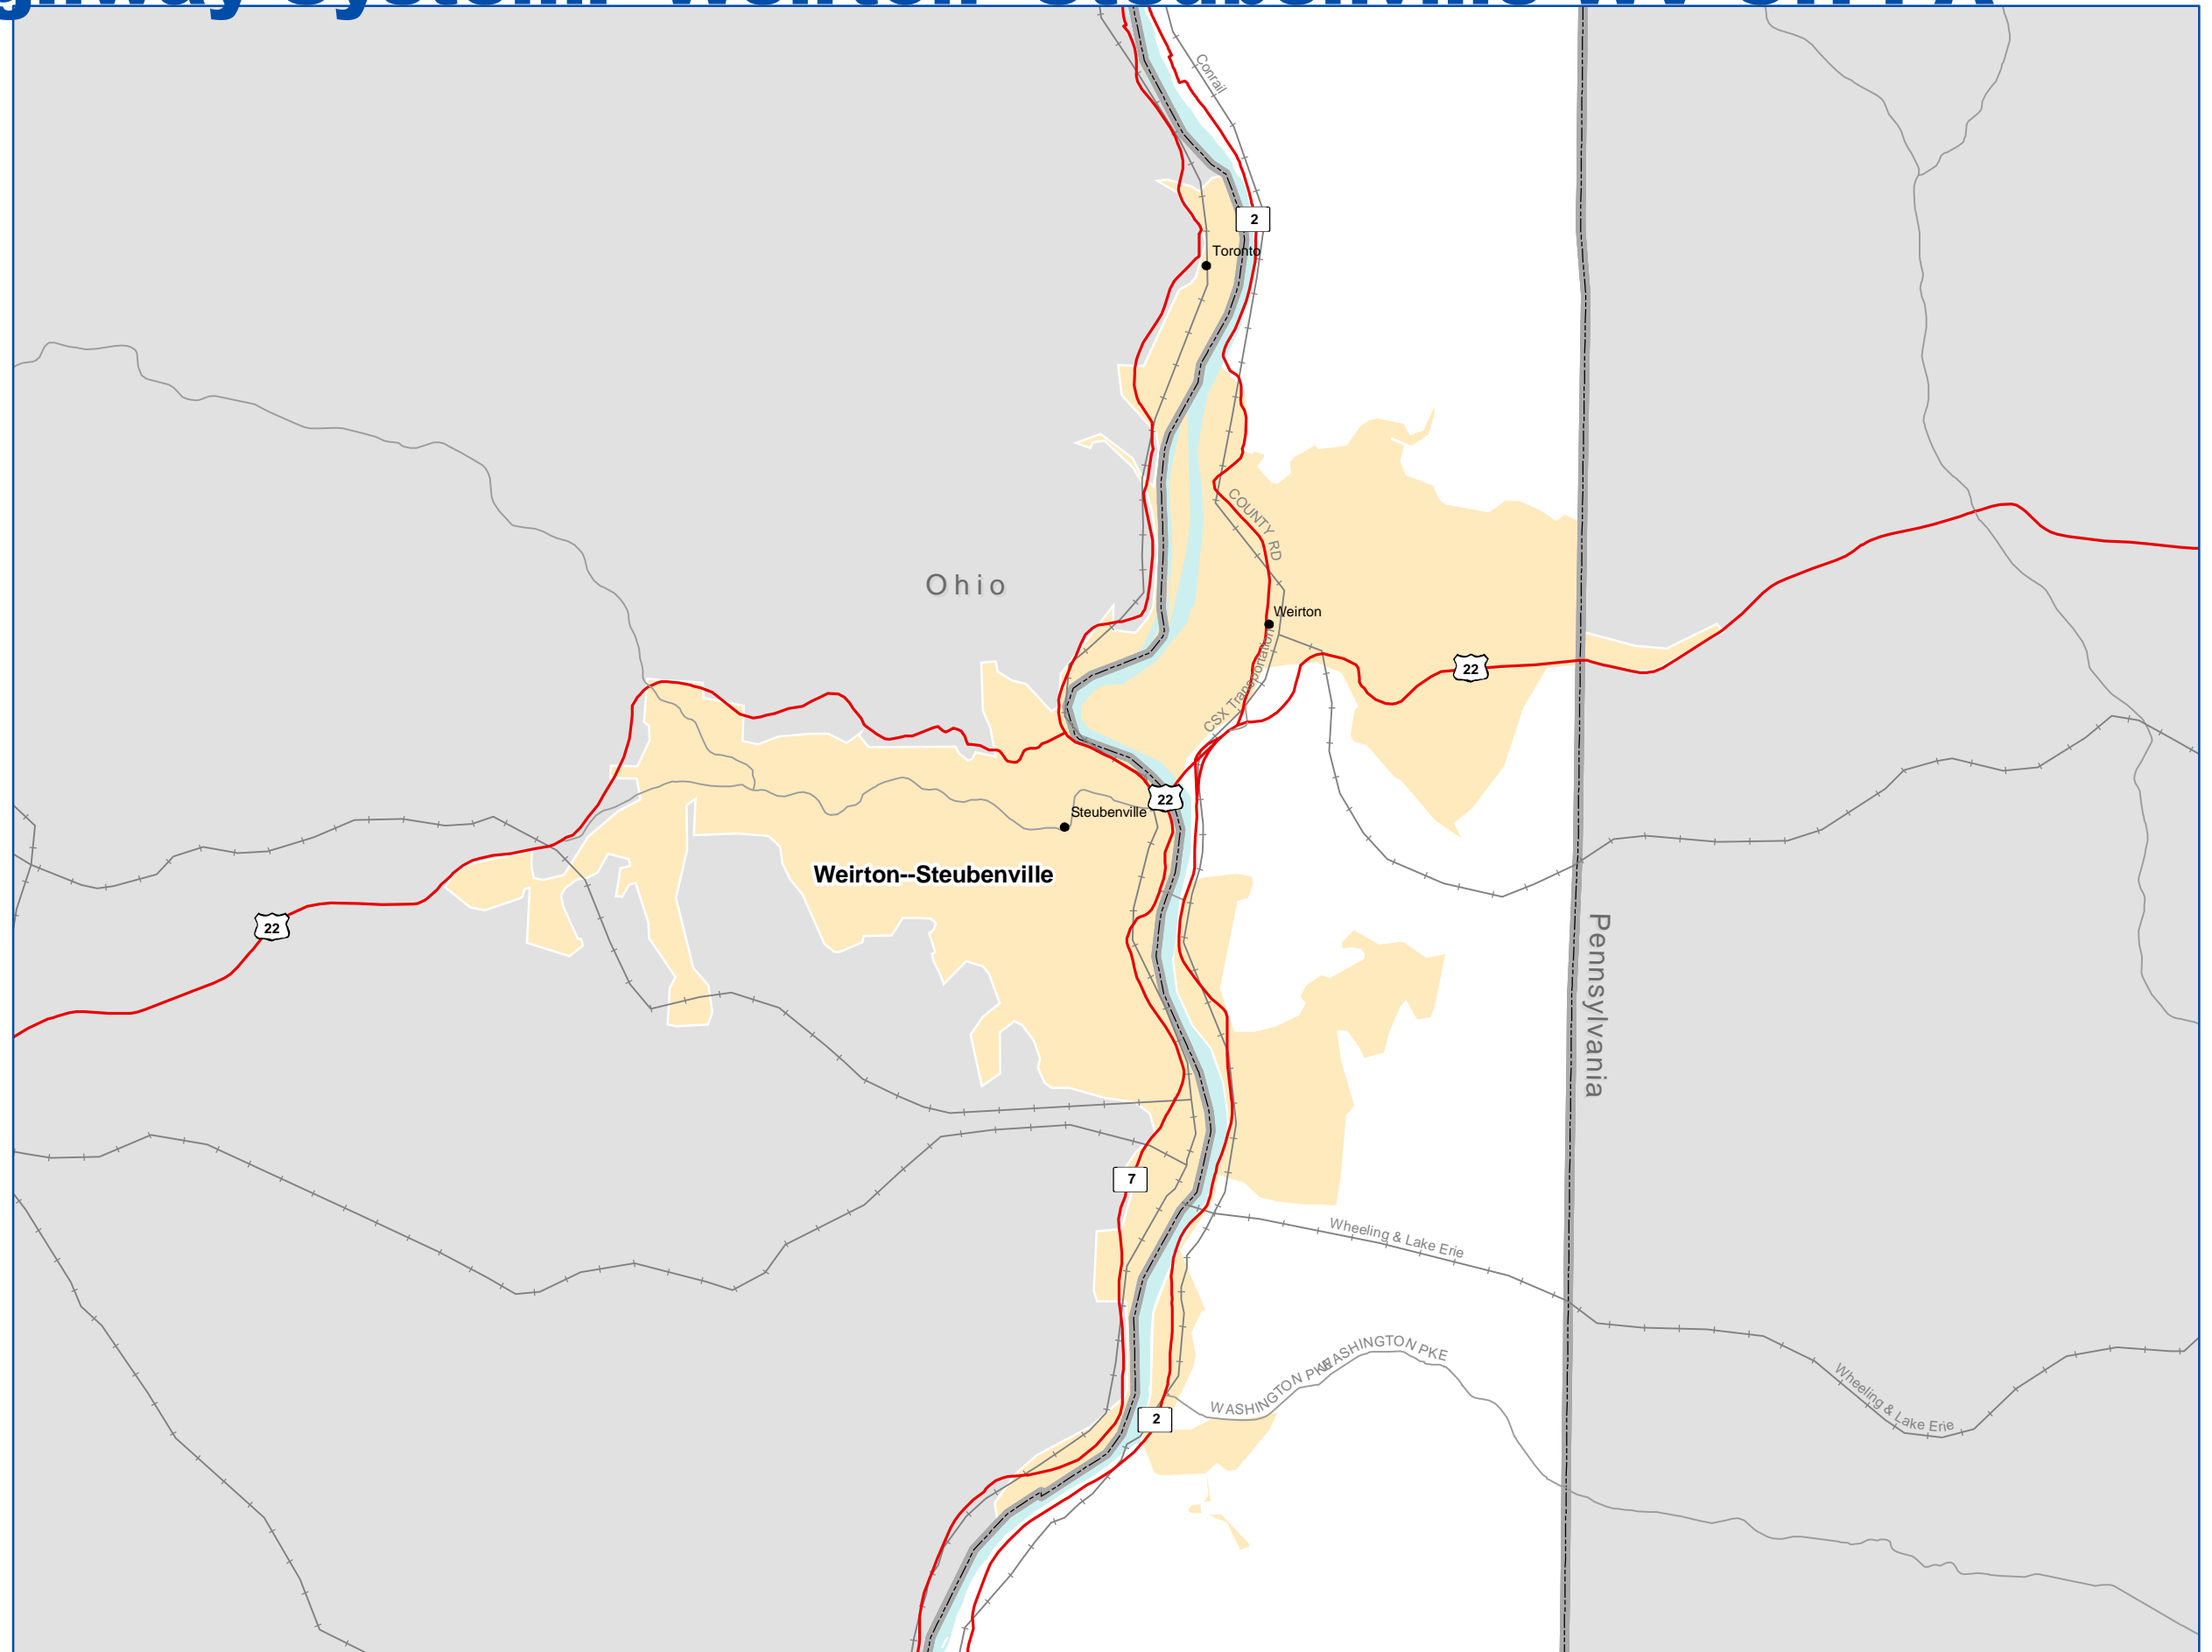 Conrail
2
Toronto
COUNTY RD
Ohio
Weirton
CSX Transportation
22
22
Steubenville
Weirton--Steubenville
22
Pennsylvania
7
Wheeling & Lake Erie
WASHINGTON PKE
WASHINGTON PKE
Wheeling & Lake Erie
2